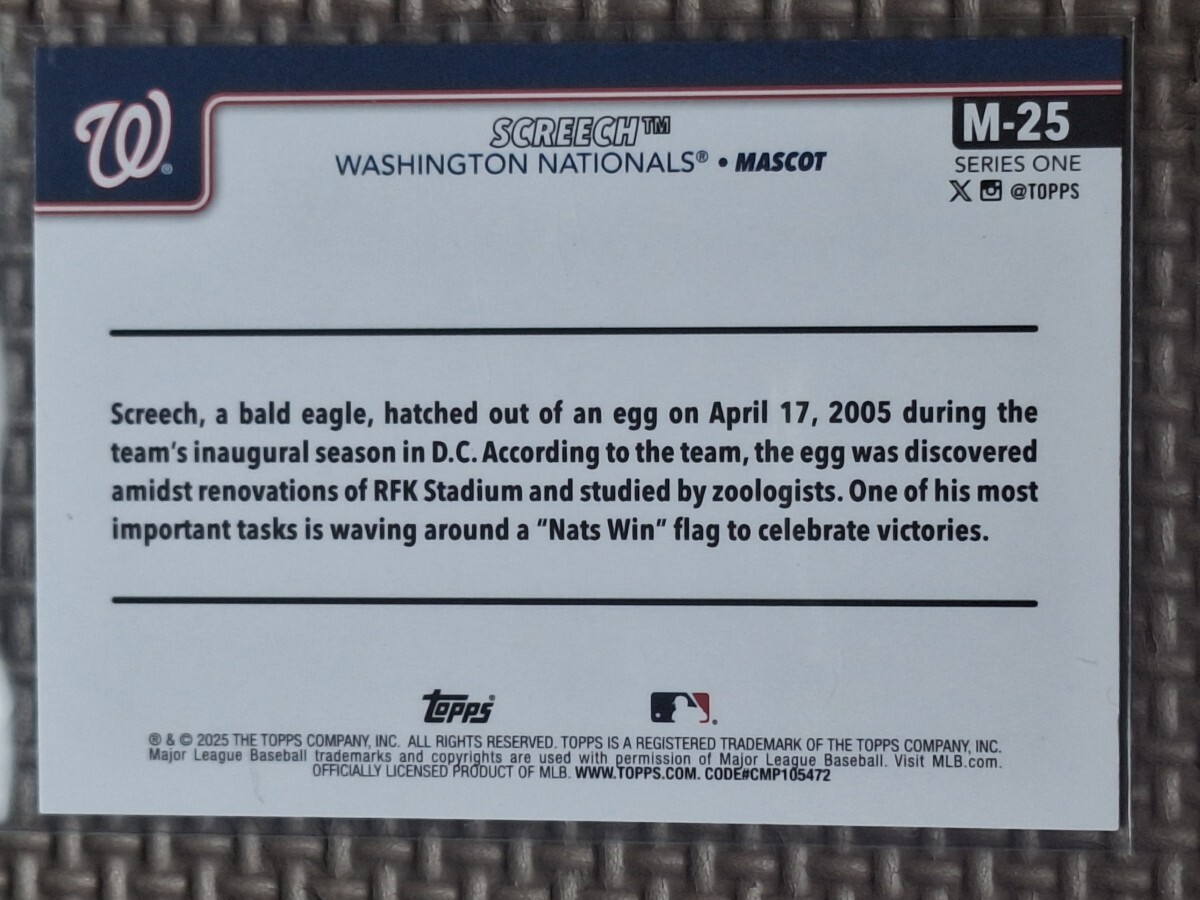 W®
SCREECH™
WASHINGTON NATIONALS® • MASCOT
M-25
SERIES ONE
X @TOPPS
Screech, a bald eagle, hatched out of an egg on April 17, 2005 during the
team's inaugural season in D.C. According to the team, the egg was discovered
amidst renovations of RFK Stadium and studied by zoologists. One of his most
important tasks is waving around a "Nats Win" flag to celebrate victories.
Topps®
® & © 2025 THE TOPPS COMPANY, INC. ALL RIGHTS RESERVED. TOPPS IS A REGISTERED TRADEMARK OF THE TOPPS COMPANY, INC.
Major League Baseball trademarks and copyrights are used with permission of Major League Baseball. Visit MLB.com.
OFFICIALLY LICENSED PRODUCT OF MLB. WWW.TOPPS.COM. CODE#CMP105472